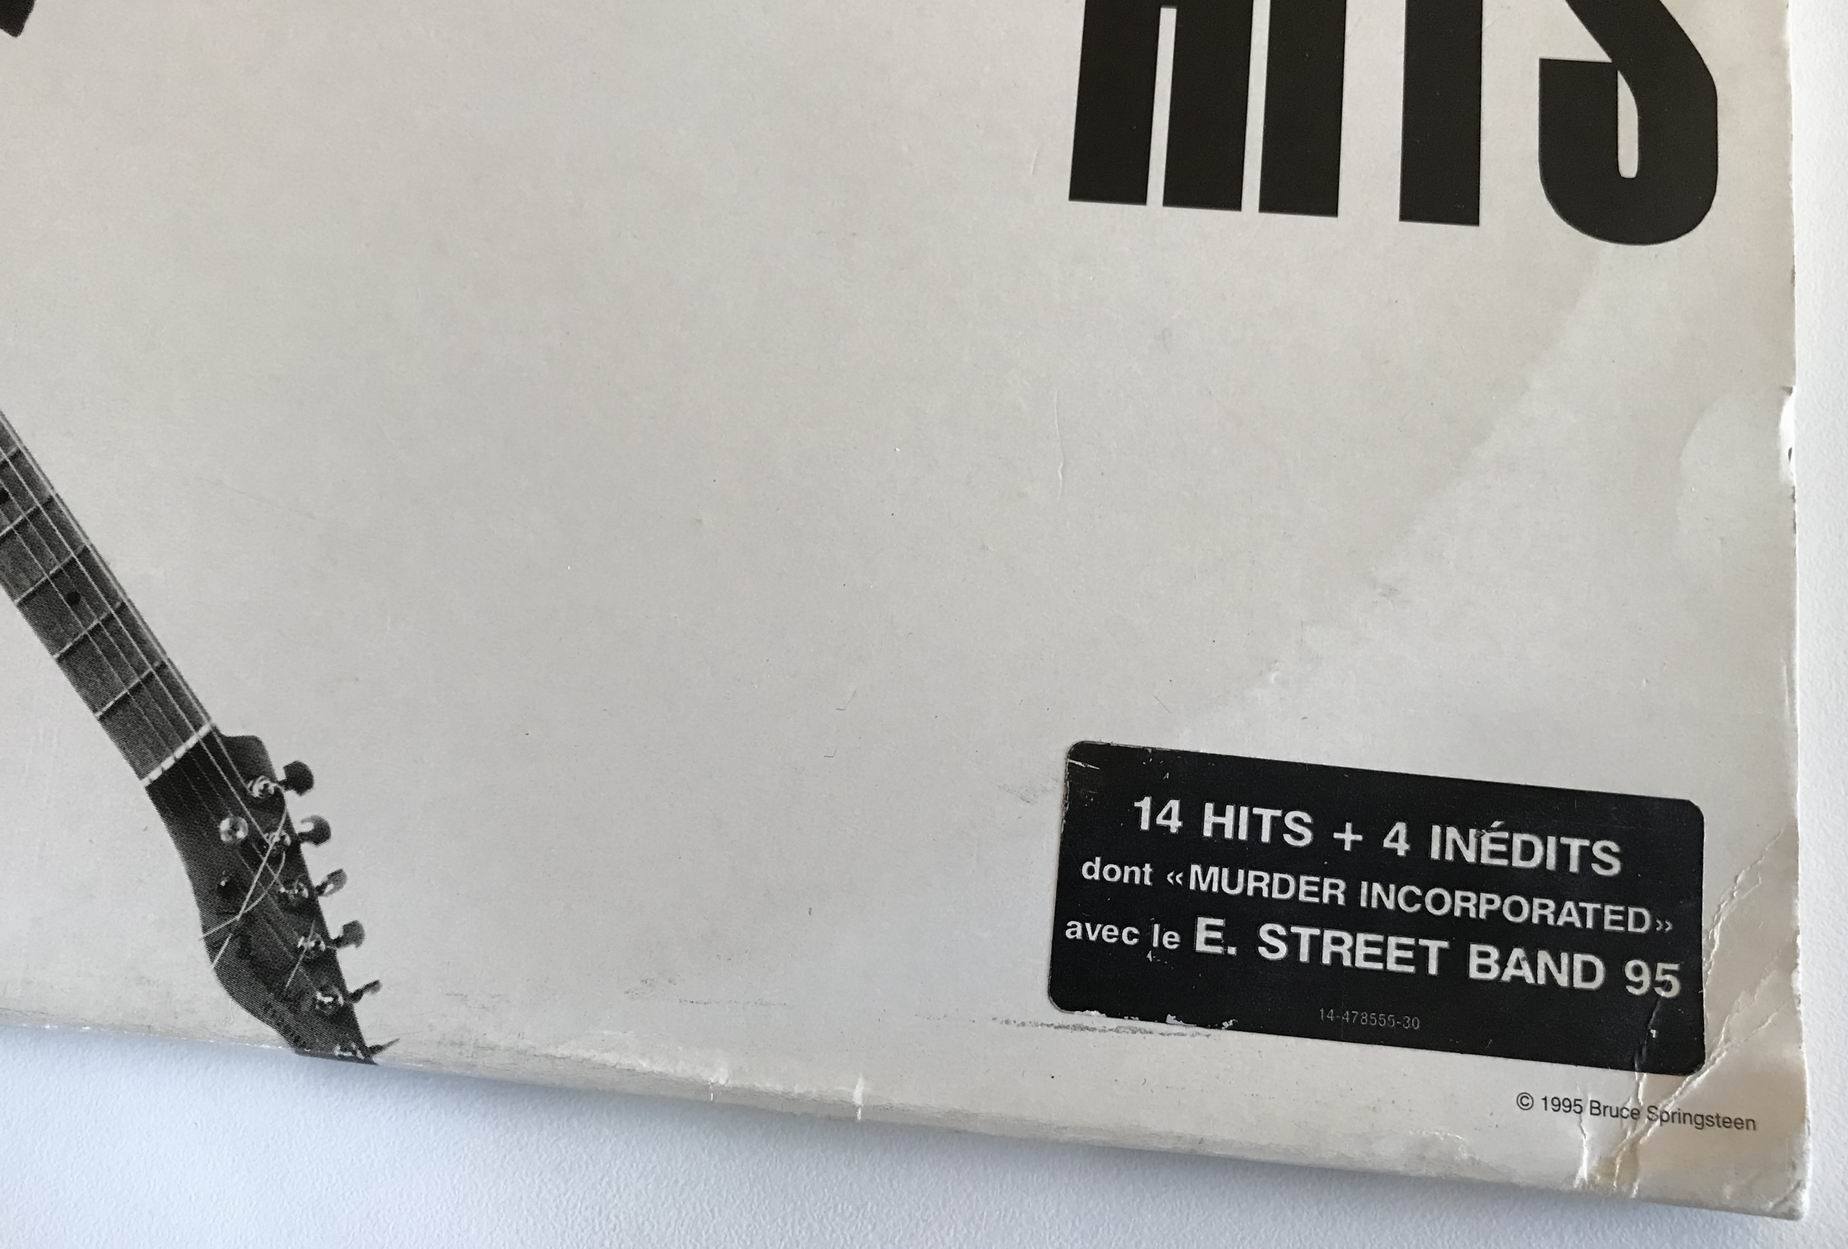 HITS
14 HITS + 4 INÉDITS
dont «MURDER INCORPORATED»
avec le E. STREET BAND 95
14-478555-30
© 1995 Bruce Springsteen